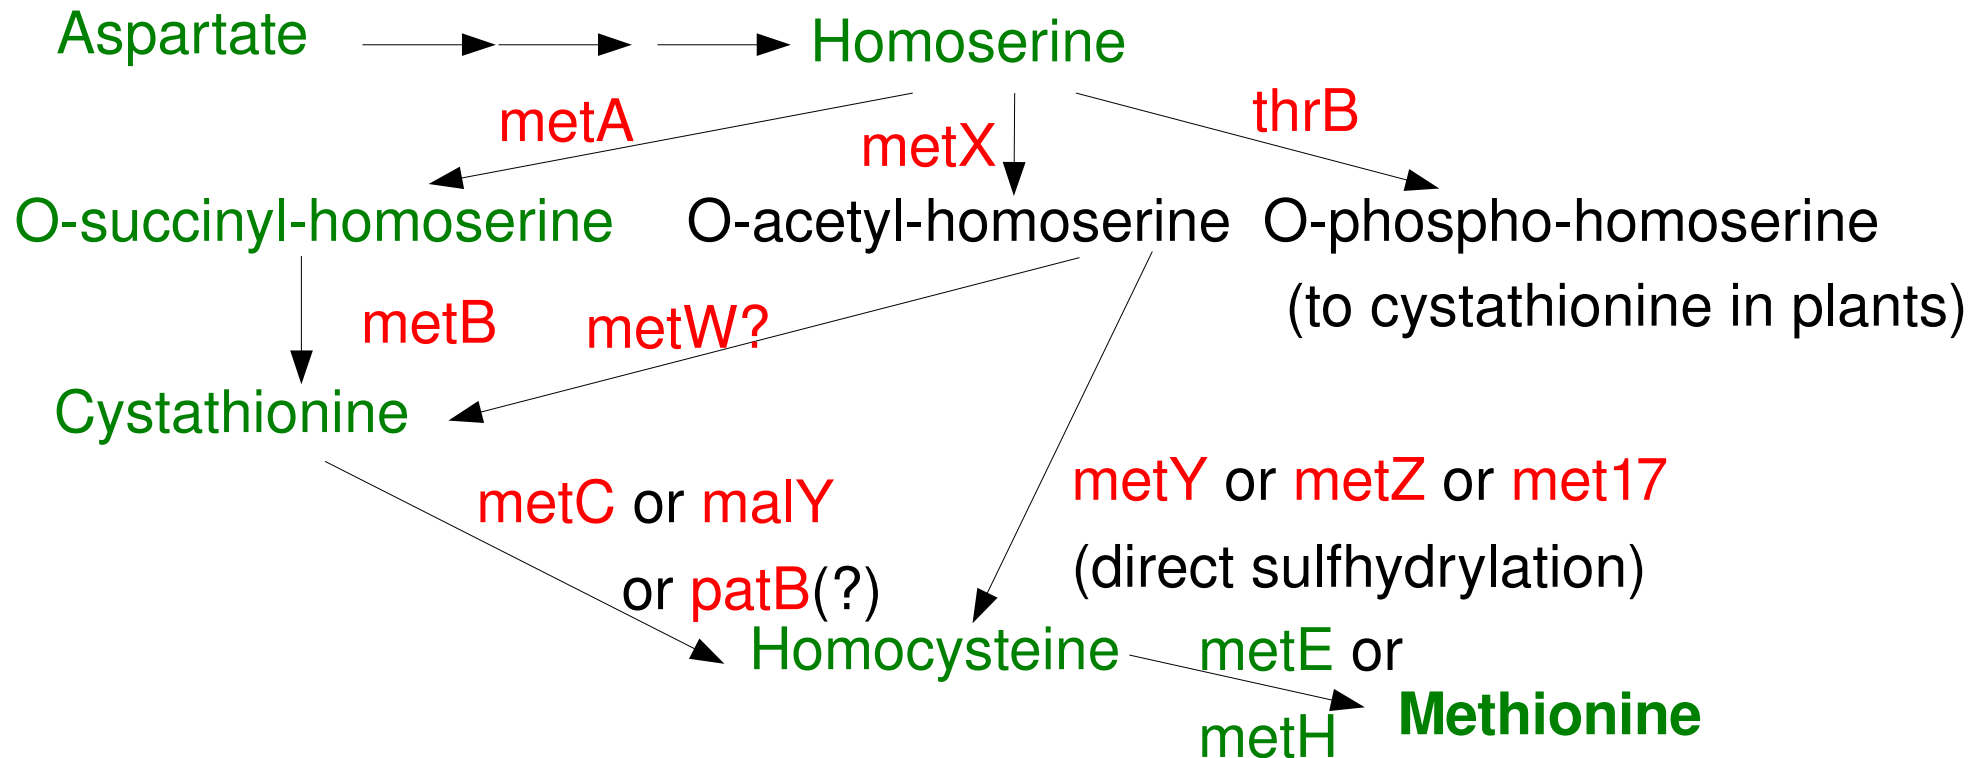 Aspartate
Homoserine
metA
metX
thrB
O-succinyl-homoserine
O-acetyl-homoserine
O-phospho-homoserine
(to cystathionine in plants)
metB
metW?
Cystathionine
metC or malY
or patB(?)
metY or metZ or met17
(direct sulfhydrylation)
Homocysteine
metE or
metH
Methionine